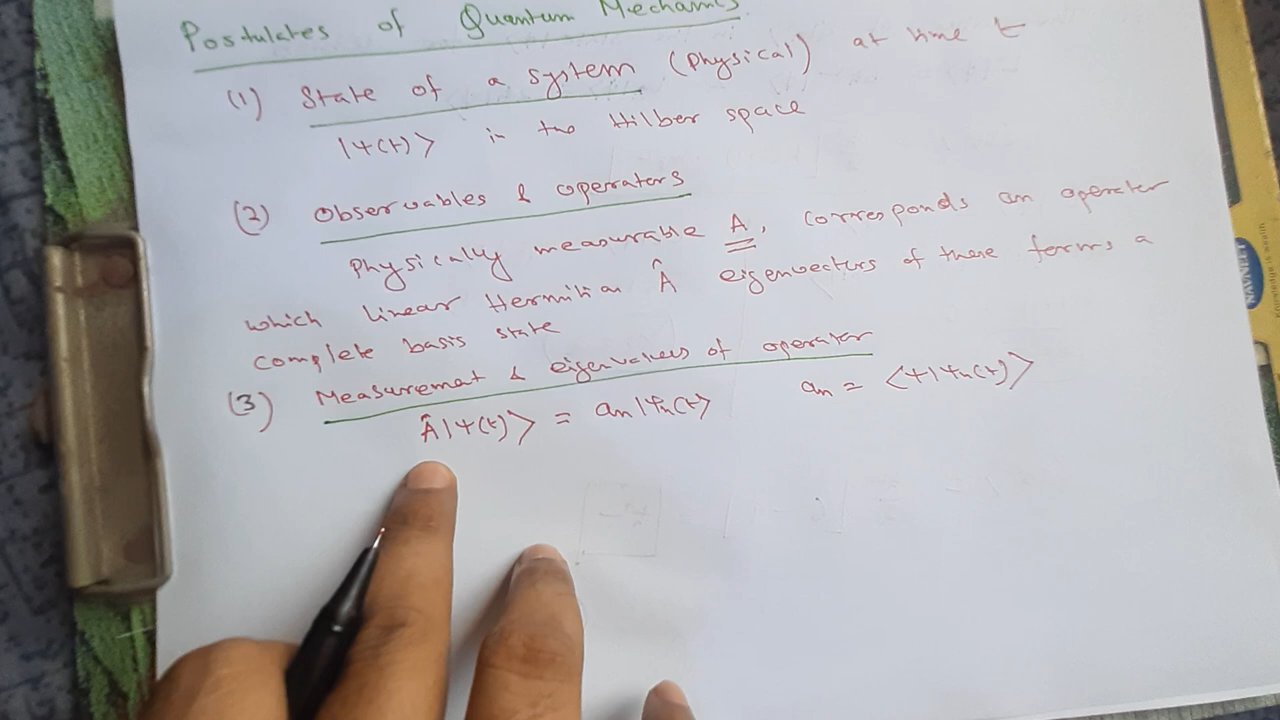 Postulates of Quantum Mechanics
(1) State of a system (Physical) at time t
|ψ(t)⟩ in the Hilber space
(2) Observables & operators
Physically measurable A, corresponds an operator
which linear Hermitian Â eigenvectors of these forms a
complete basis state
(3) Measurement & eigenvalues of operator
Â|ψ(t)⟩ = an|ψn(t)⟩ an = ⟨ψ|ψn(t)⟩
NAVNEET